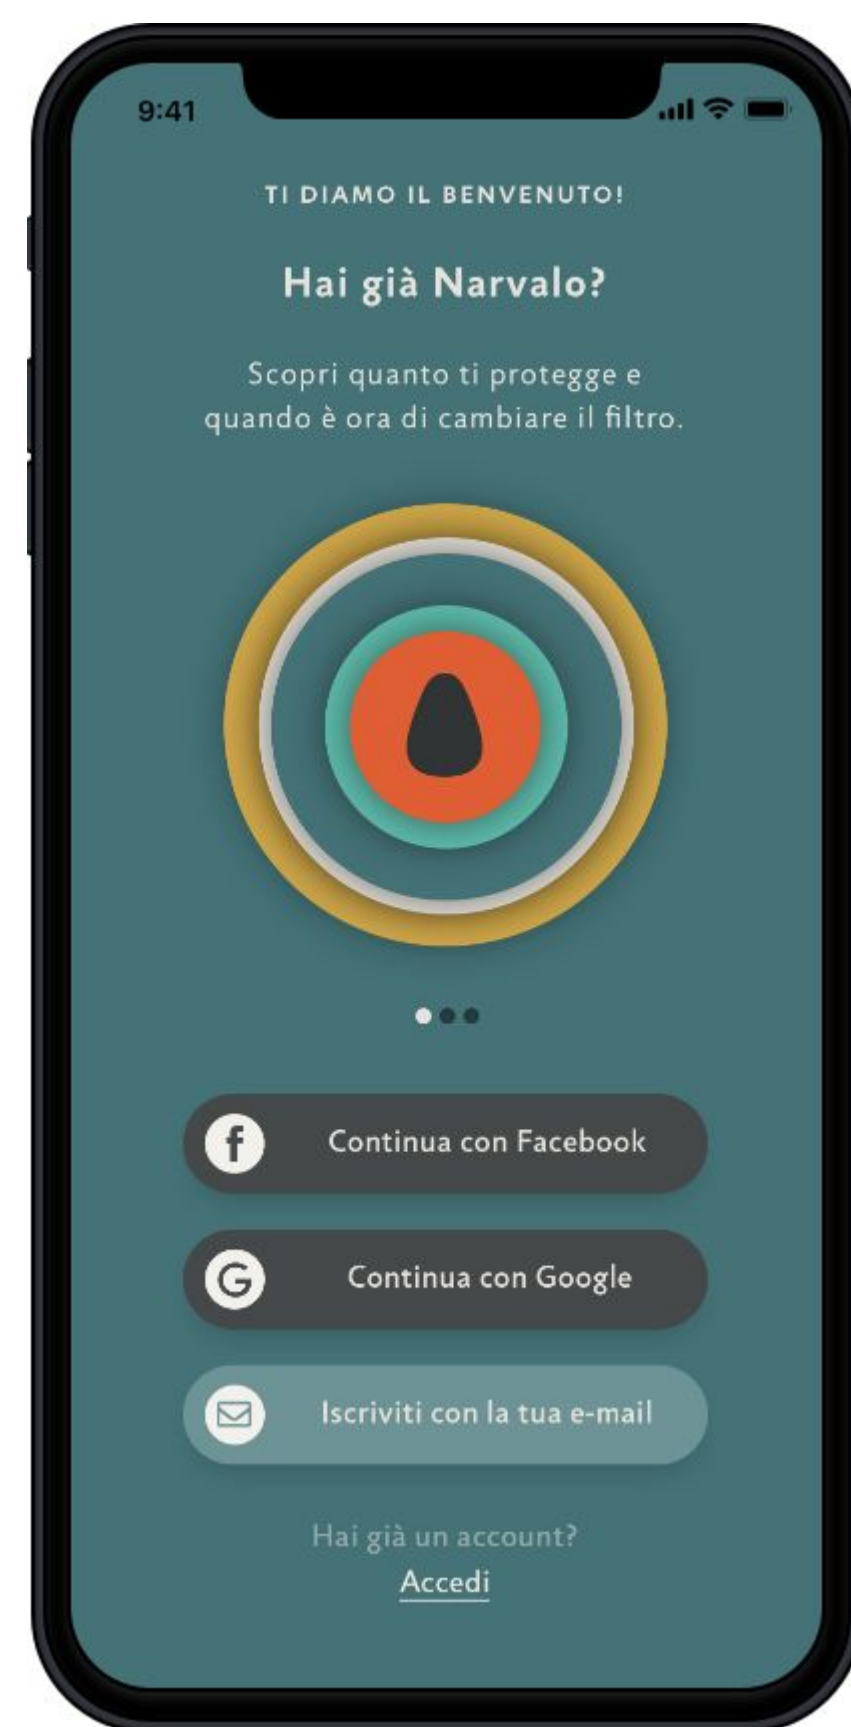 9:41
TI DIAMO IL BENVENUTO!
Hai già Narvalo?
Scopri quanto ti protegge e
quando è ora di cambiare il filtro.
f Continua con Facebook
G Continua con Google
Iscriviti con la tua e-mail
Hai già un account?
Accedi